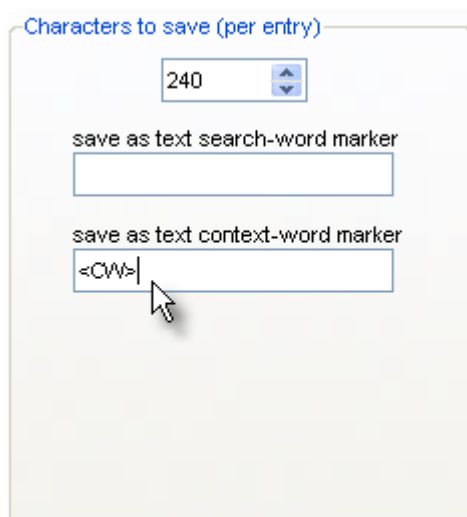 Characters to save (per entry)
240
save as text search-word marker
save as text context-word marker
<CW>